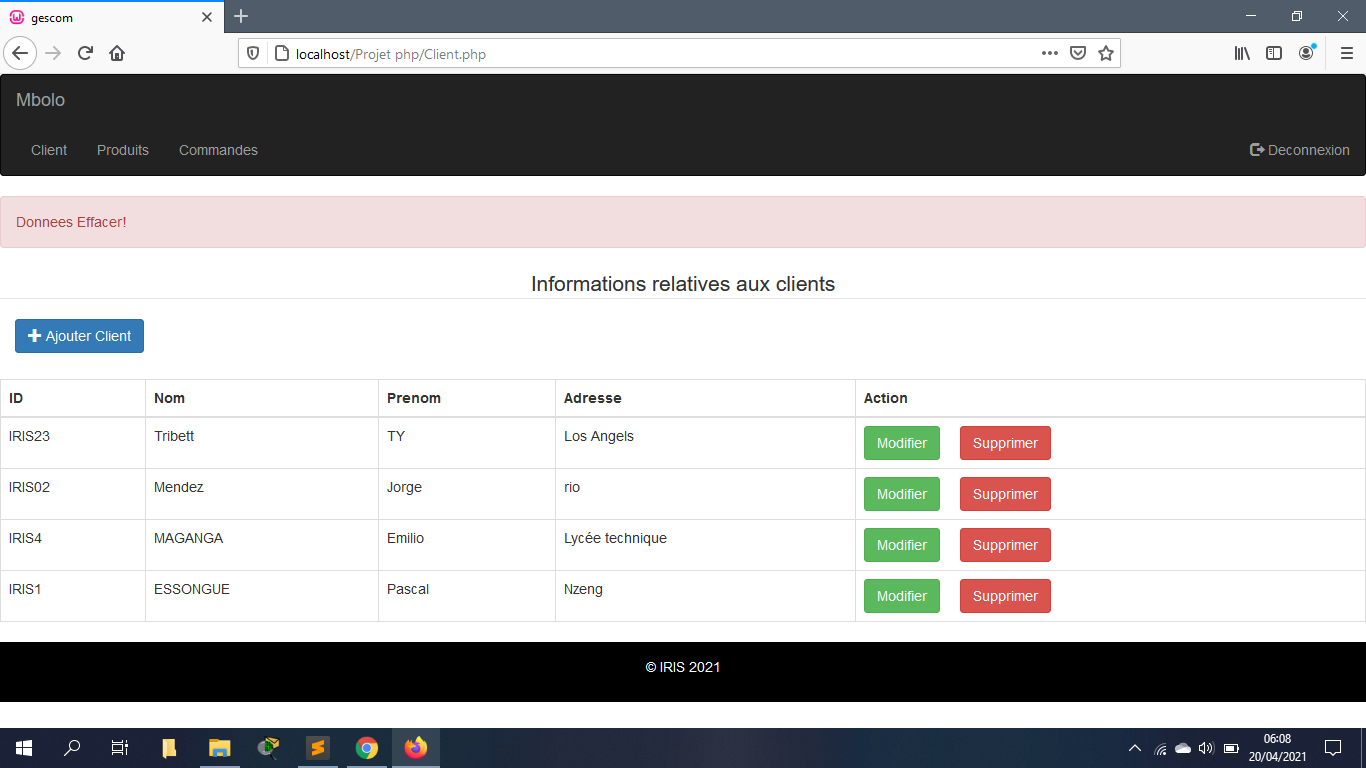 gescom
localhost/Projet php/Client.php
Mbolo
Client Produits Commandes Deconnexion
Donnees Effacer!
Informations relatives aux clients
Ajouter Client
ID Nom Prenom Adresse Action
IRIS23 Tribett TY Los Angels Modifier Supprimer
IRIS02 Mendez Jorge rio Modifier Supprimer
IRIS4 MAGANGA Emilio Lycée technique Modifier Supprimer
IRIS1 ESSONGUE Pascal Nzeng Modifier Supprimer
© IRIS 2021
06:08
20/04/2021